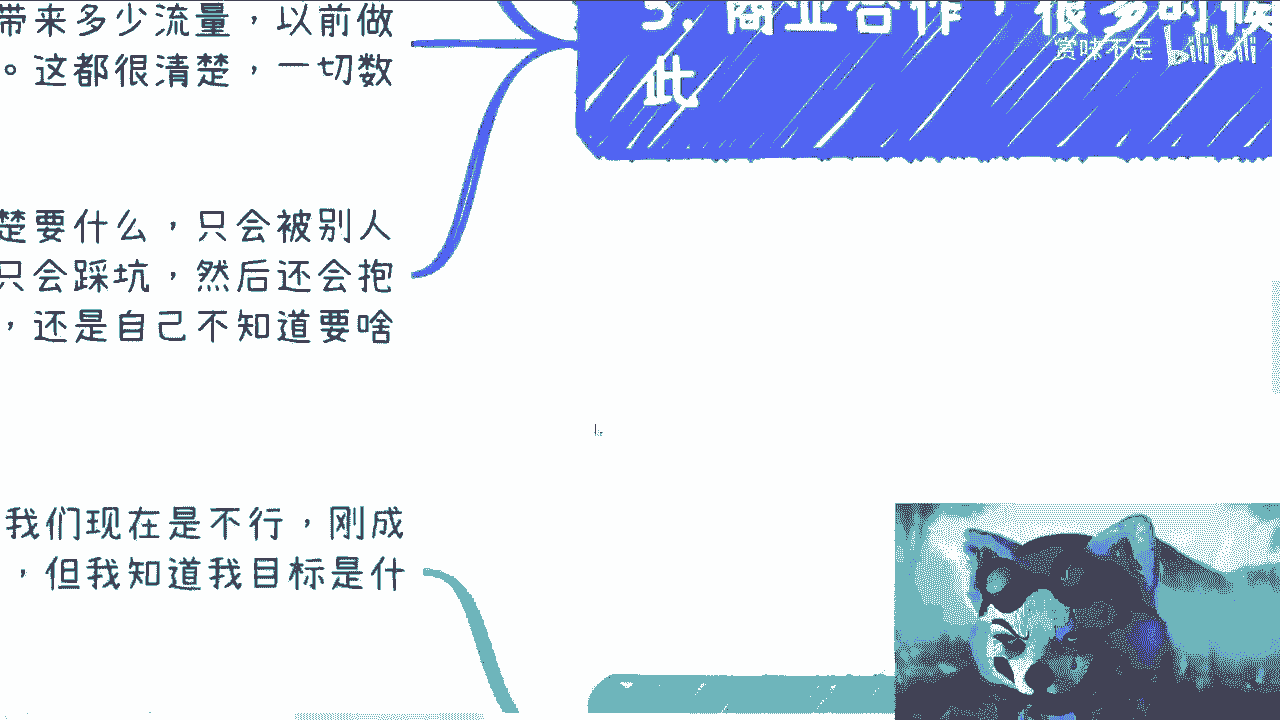 带来多少流量，以前做
。这都很清楚，一切数
楚要什么，只会被别人
只会踩坑，然后还会抱
，还是自己不知道要啥
我们现在是不行，刚成
，但我知道我目标是什
5. 商业合作，很多时候
此
赏味不足 bilibili